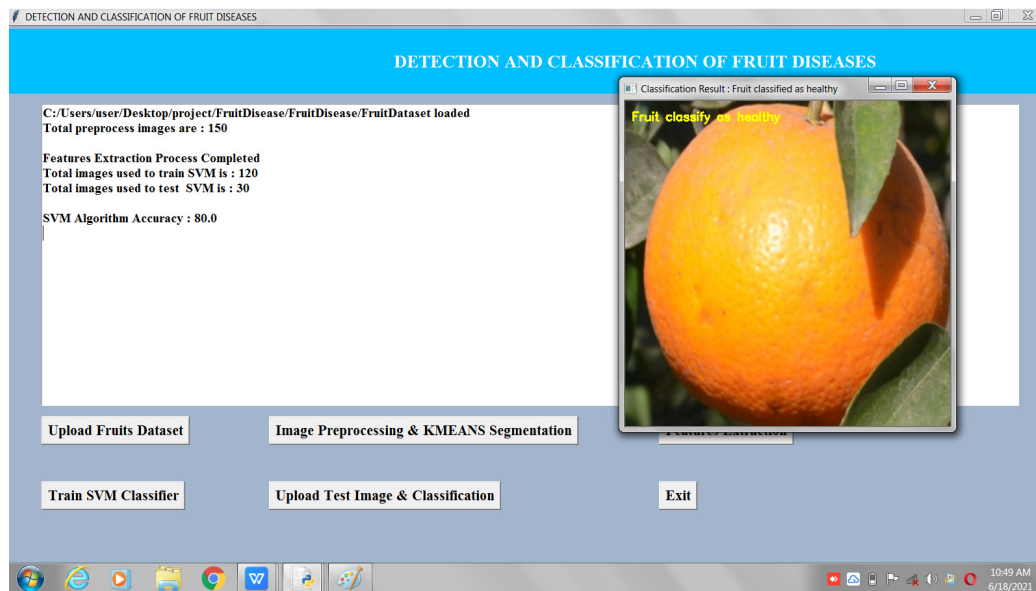 DETECTION AND CLASSIFICATION OF FRUIT DISEASES
DETECTION AND CLASSIFICATION OF FRUIT DISEASES
Classification Result : Fruit classified as healthy
Fruit classify as healthy
C:/Users/user/Desktop/project/FruitDisease/FruitDisease/FruitDataset loaded
Total preprocess images are : 150
Features Extraction Process Completed
Total images used to train SVM is : 120
Total images used to test  SVM is : 30
SVM Algorithm Accuracy : 80.0
Upload Fruits Dataset
Image Preprocessing & KMEANS Segmentation
Features Extraction
Train SVM Classifier
Upload Test Image & Classification
Exit
10:49 AM
6/18/2021